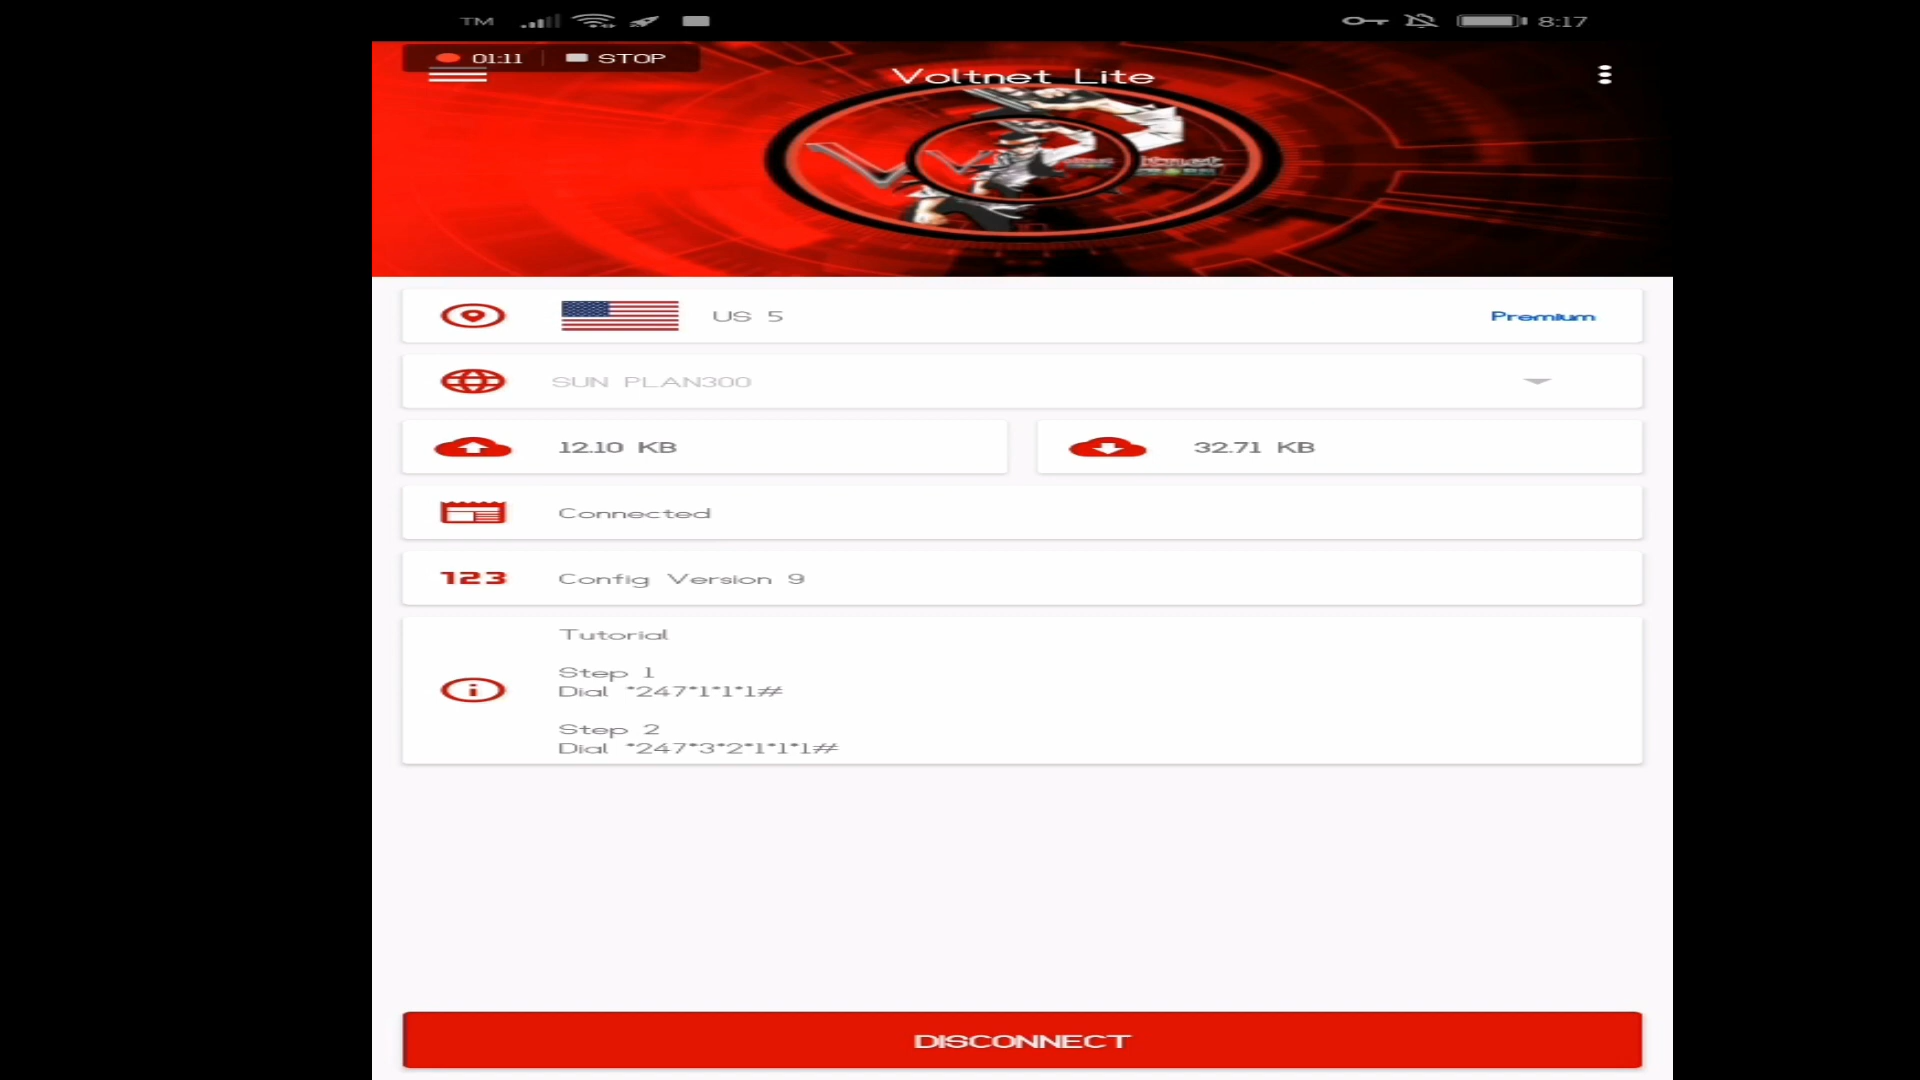 TM 8:17
01:11 STOP
Voltnet Lite
US 5 Premium
SUN PLAN300
12.10 KB 32.71 KB
Connected
123 Config Version 9
Tutorial
Step 1
Dial *247*1*1*1#
Step 2
Dial *247*3*2*1*1*1#
DISCONNECT